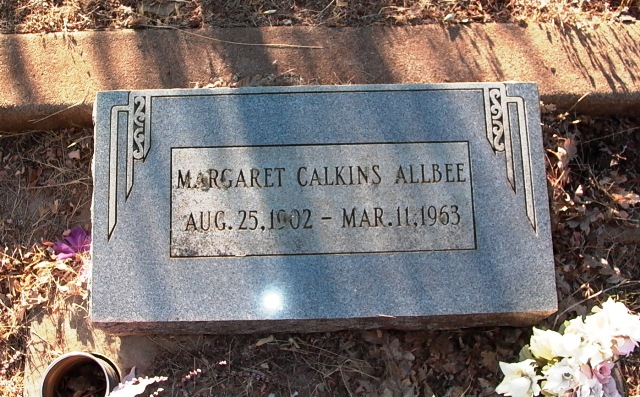 MARGARET CALKINS ALLBEE
AUG. 25, 1902 – MAR. 11, 1963